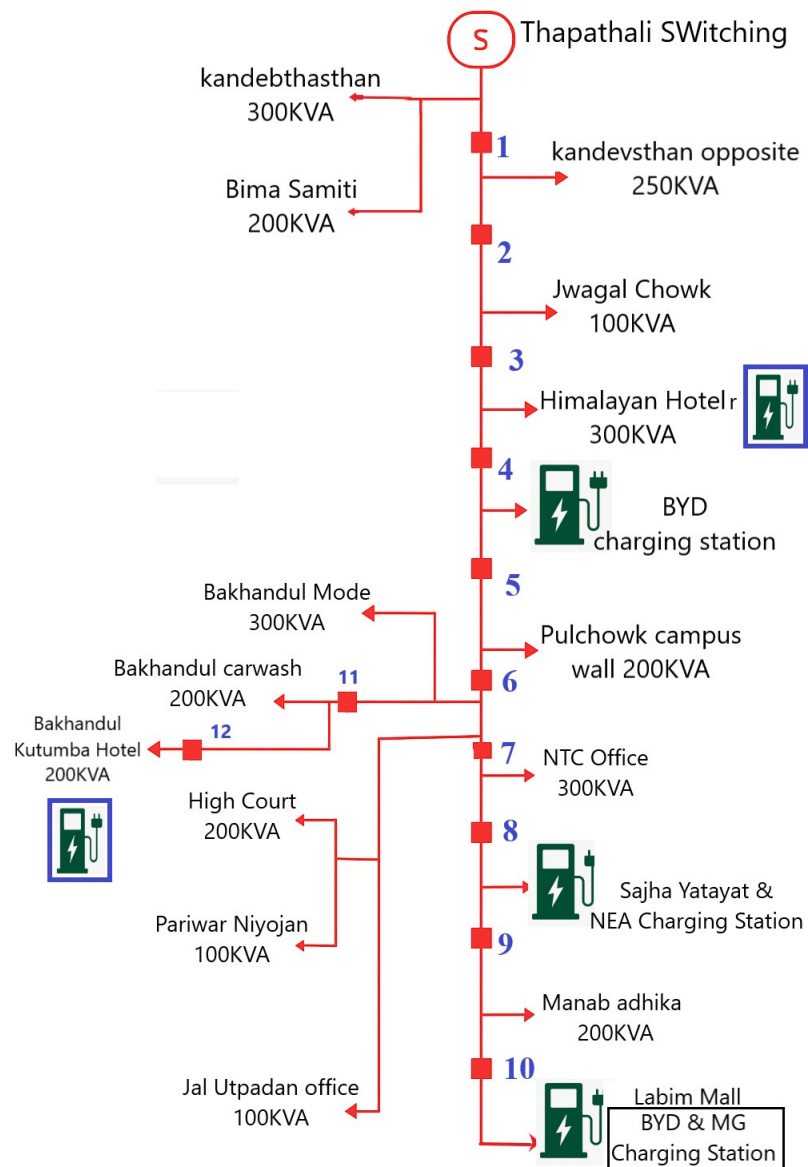 S
Thapathali SWitching
kandebthasthan
300KVA
1
kandevsthan opposite
250KVA
Bima Samiti
200KVA
2
Jwagal Chowk
100KVA
3
Himalayan Hotel r
300KVA
4
BYD
charging station
5
Bakhandul Mode
300KVA
Pulchowk campus
wall 200KVA
6
Bakhandul carwash
200KVA
11
Bakhandul
Kutumba Hotel
200KVA
12
7
NTC Office
300KVA
High Court
200KVA
8
Sajha Yatayat &
NEA Charging Station
Pariwar Niyojan
100KVA
9
Manab adhika
200KVA
10
Jal Utpadan office
100KVA
Labim Mall
BYD & MG
Charging Station